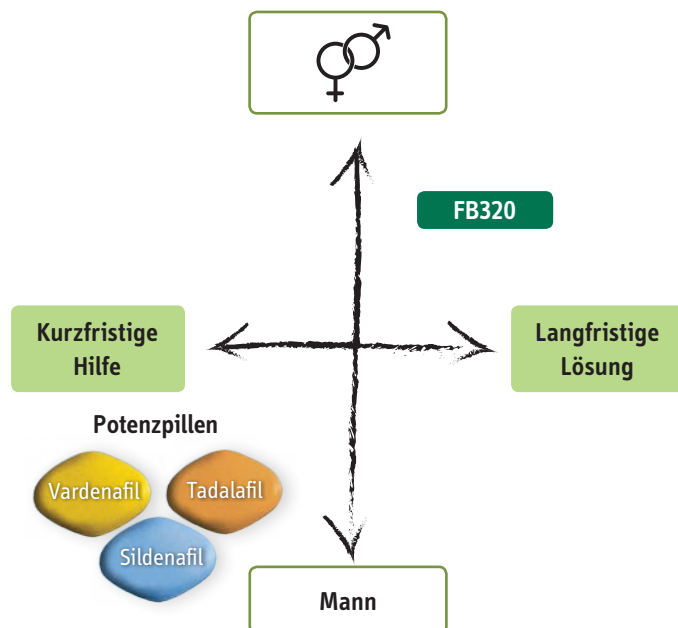 FB320
Kurzfristige
Hilfe
Langfristige
Lösung
Potenzpillen
Vardenafil
Tadalafil
Sildenafil
Mann